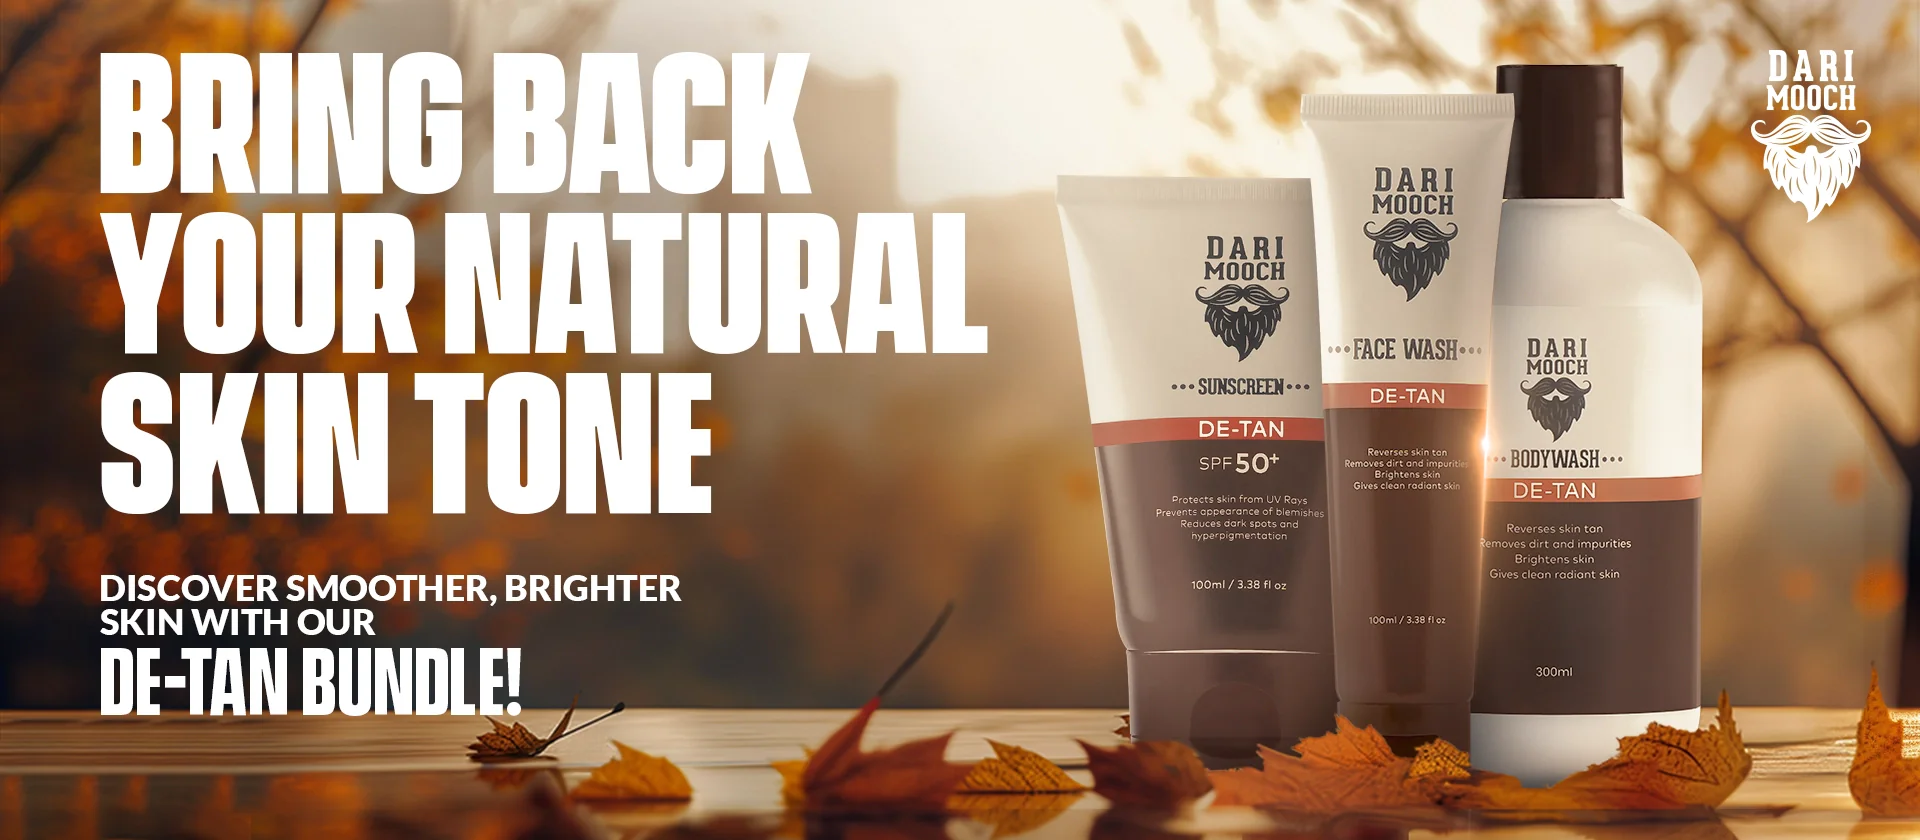 BRING BACK
YOUR NATURAL
SKIN TONE
DISCOVER SMOOTHER, BRIGHTER
SKIN WITH OUR
DE-TAN BUNDLE!
DARI
MOOCH
SUNSCREEN
DE-TAN
SPF 50+
Protects skin from UV Rays
Prevents appearance of blemishes
Reduces dark spots and
hyperpigmentation
100ml / 3.38 fl oz
DARI
MOOCH
FACE WASH
DE-TAN
Reverses skin tan
Removes dirt and impurities
Brightens skin
Gives clean radiant skin
100ml / 3.38 fl oz
DARI
MOOCH
BODYWASH
DE-TAN
Reverses skin tan
Removes dirt and impurities
Brightens skin
Gives clean radiant skin
300ml
DARI
MOOCH